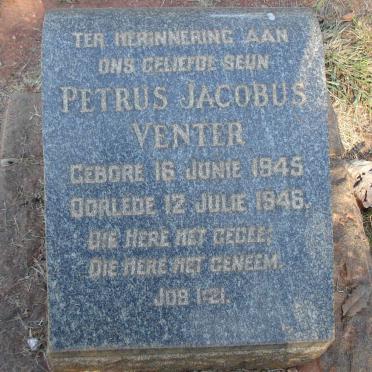 TER HERINNERING AAN
ONS GELIEFDE SEUN
PETRUS JACOBUS
VENTER
GEBORE 16 JUNIE 1945
OORLEDE 12 JULIE 1946.
DIE HERE HET GEGEE;
DIE HERE HET GENEEM.
JOB 1:21.